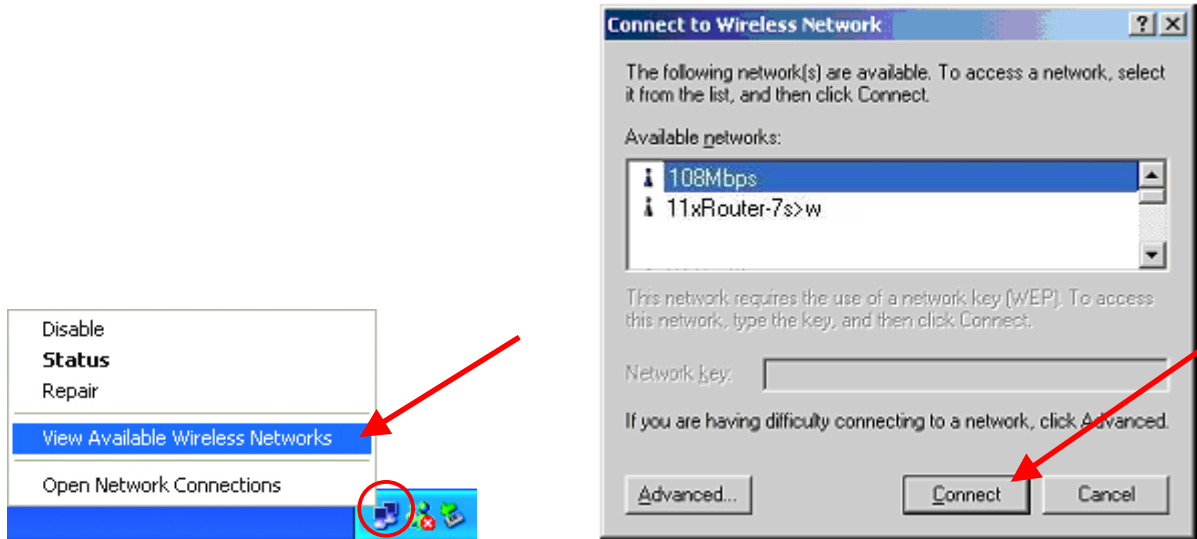 Disable
Status
Repair
View Available Wireless Networks
Open Network Connections
Connect to Wireless Network
The following network(s) are available. To access a network, select
it from the list, and then click Connect.
Available networks:
108Mbps
11xRouter-7s>w
This network requires the use of a network key (WEP). To access
this network, type the key, and then click Connect.
Network key:
If you are having difficulty connecting to a network, click Advanced.
Advanced...
Connect
Cancel